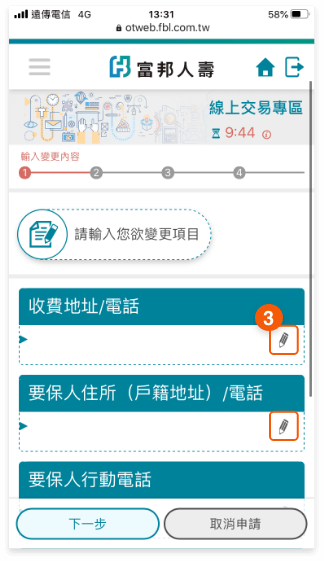 遠傳電信 4G 13:31 58%
otweb.fbl.com.tw
富邦人壽
線上交易專區
9:44
輸入變更內容
1 2 3 4
請輸入您欲變更項目
收費地址/電話
3
要保人住所（戶籍地址）/電話
要保人行動電話
下一步 取消申請